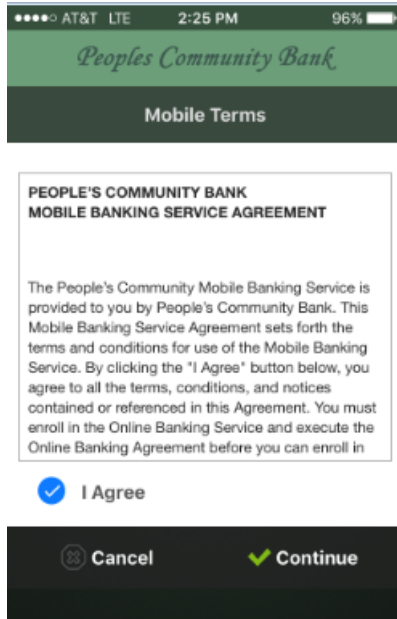 AT&T LTE 2:25 PM 96%
Peoples Community Bank
Mobile Terms
PEOPLE'S COMMUNITY BANK
MOBILE BANKING SERVICE AGREEMENT
The People's Community Mobile Banking Service is
provided to you by People's Community Bank. This
Mobile Banking Service Agreement sets forth the
terms and conditions for use of the Mobile Banking
Service. By clicking the "I Agree" button below, you
agree to all the terms, conditions, and notices
contained or referenced in this Agreement. You must
enroll in the Online Banking Service and execute the
Online Banking Agreement before you can enroll in
I Agree
Cancel Continue